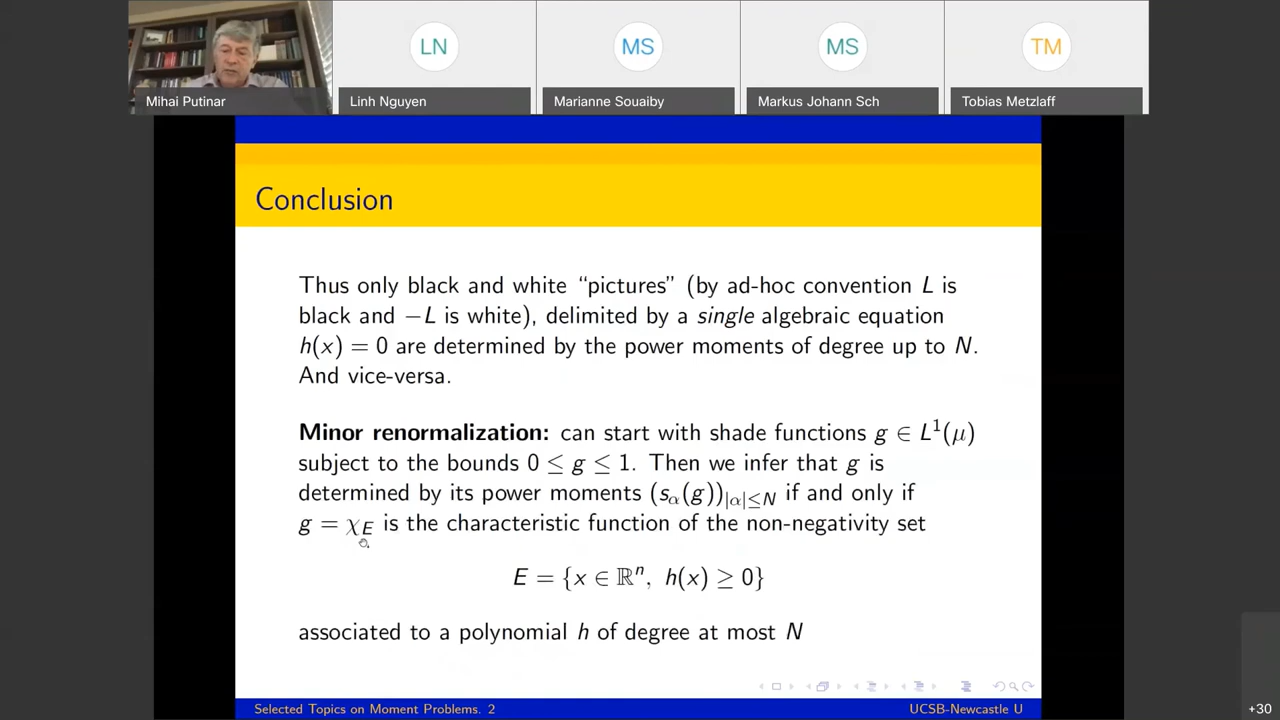 LN
MS
MS
TM
Mihai Putinar
Linh Nguyen
Marianne Souaiby
Markus Johann Sch
Tobias Metzlaff
Conclusion
Thus only black and white “pictures” (by ad-hoc convention L is
black and −L is white), delimited by a single algebraic equation
h(x) = 0 are determined by the power moments of degree up to N.
And vice-versa.
Minor renormalization: can start with shade functions g ∈ L¹(μ)
subject to the bounds 0 ≤ g ≤ 1. Then we infer that g is
determined by its power moments (s_α(g))_{|α|≤N} if and only if
g = χ_E is the characteristic function of the non-negativity set
E = {x ∈ ℝⁿ, h(x) ≥ 0}
associated to a polynomial h of degree at most N
Selected Topics on Moment Problems. 2
UCSB-Newcastle U
+30